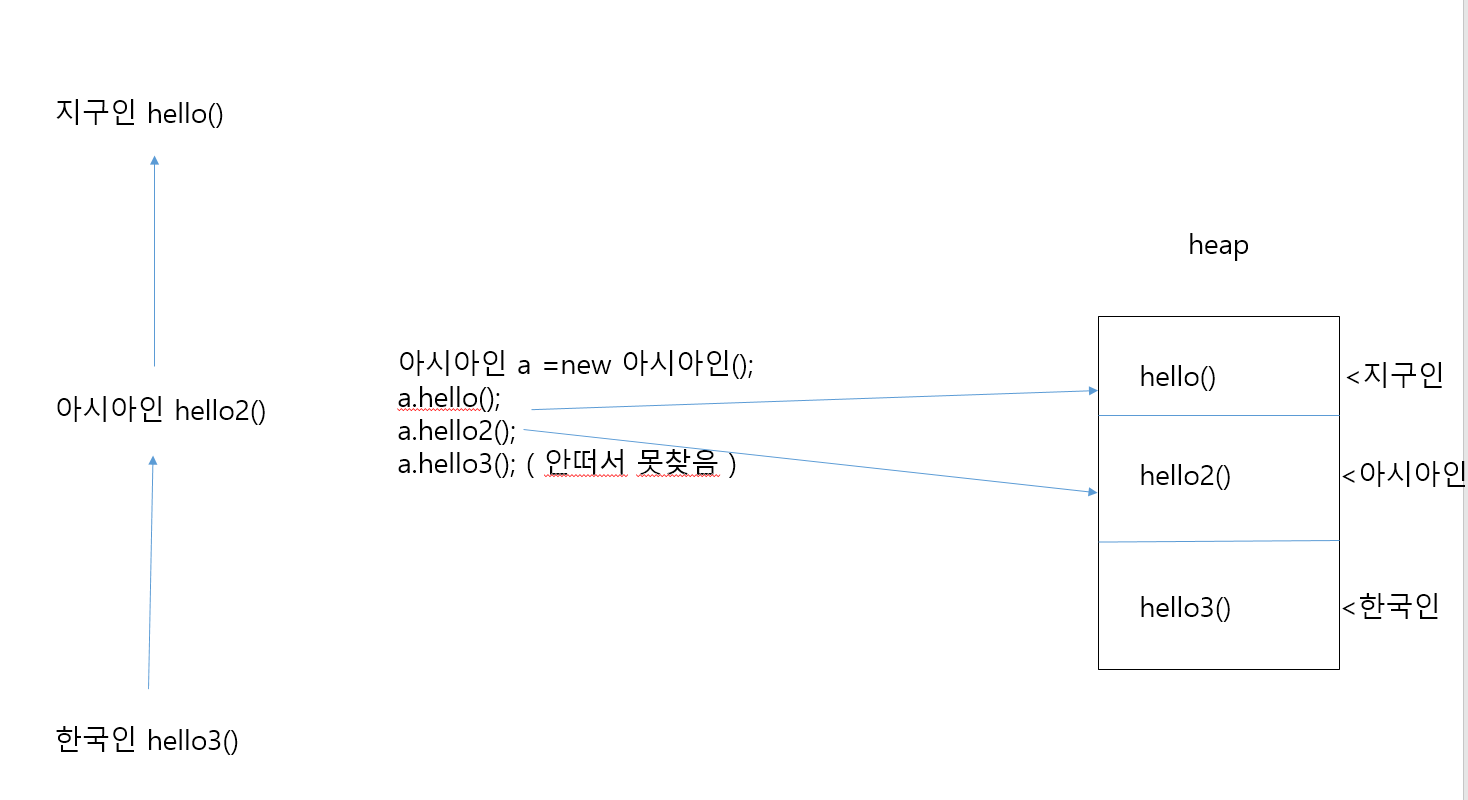 지구인 hello()
heap
아시아인 a =new 아시아인();
a.hello();
a.hello2();
a.hello3(); ( 안떠서 못찾음 )
아시아인 hello2()
hello() <지구인
hello2() <아시아인
hello3() <한국인
한국인 hello3()